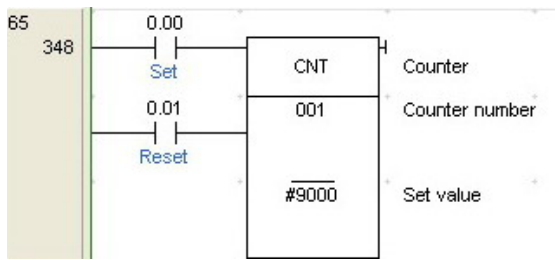 65 0.00
348
Set CNT Counter
0.01 001 Counter number
Reset
#9000 Set value